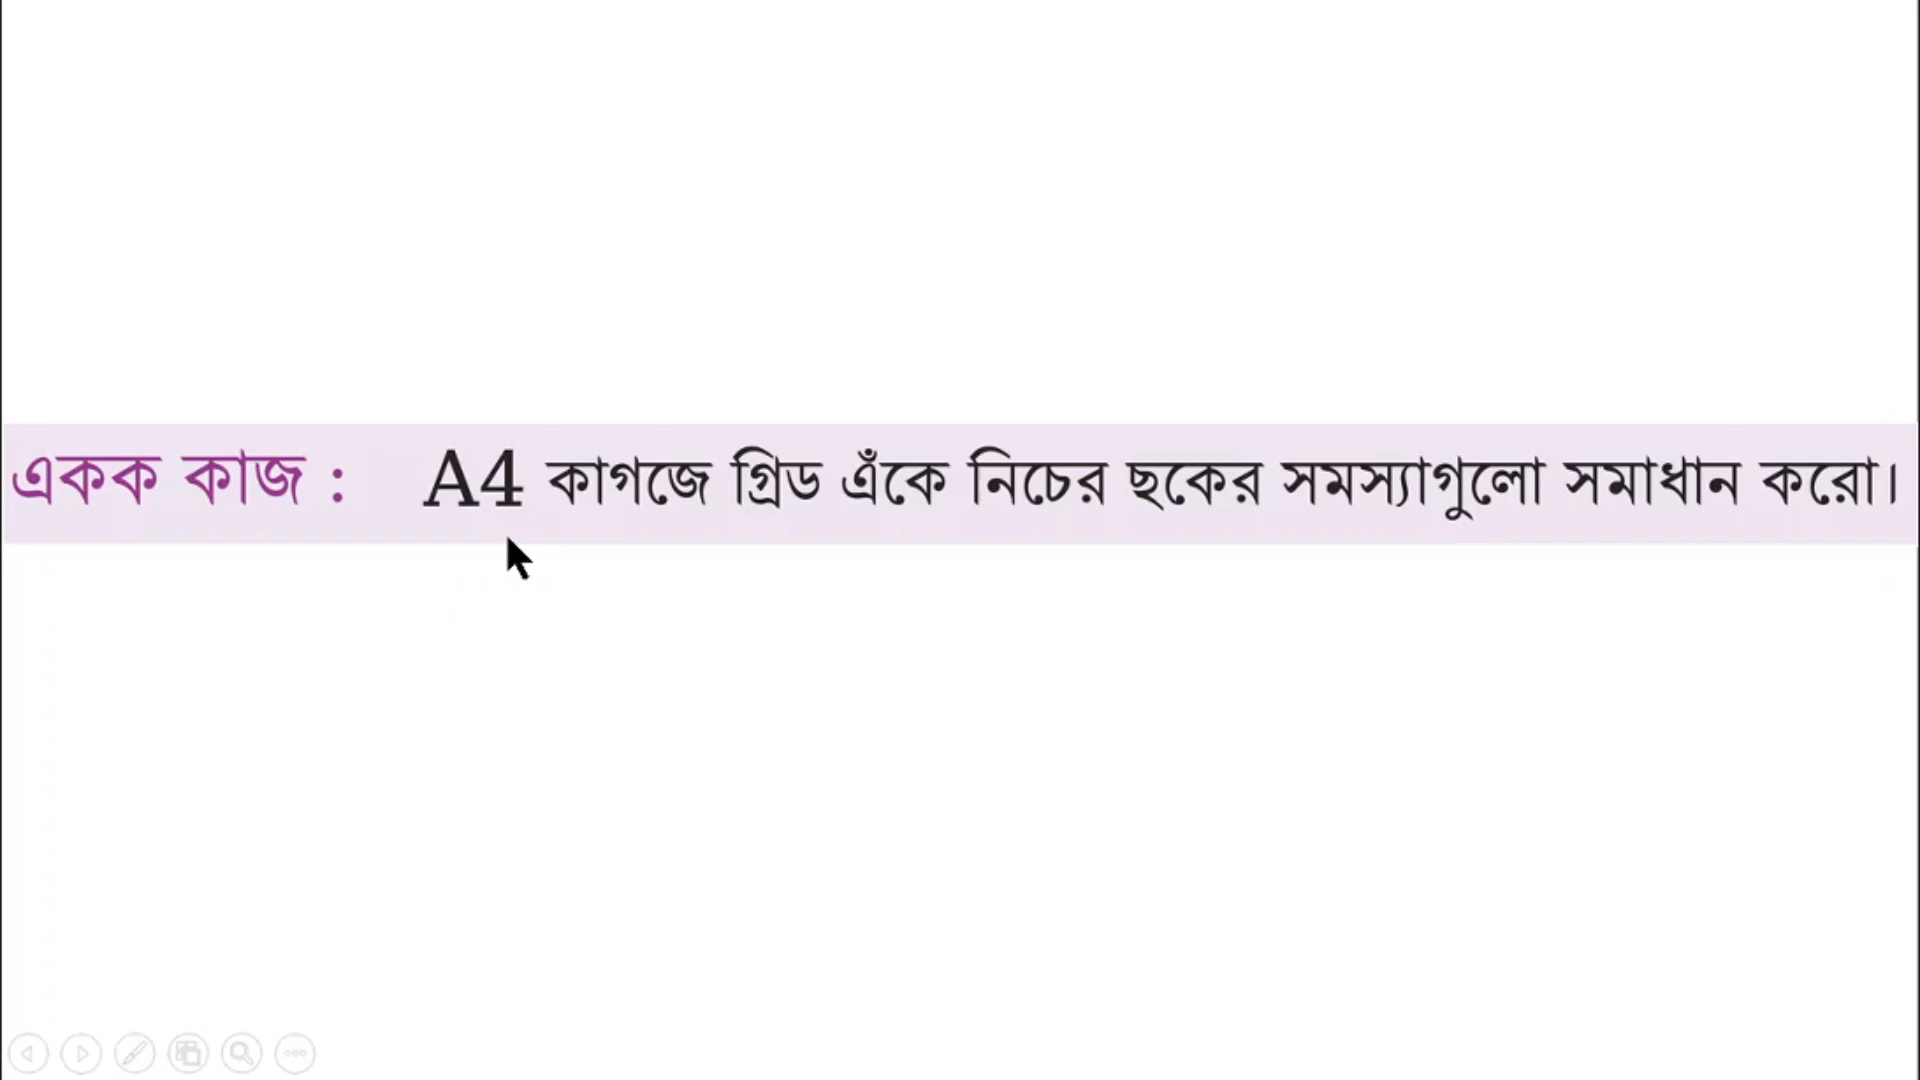 একক কাজ : A4 কাগজে গ্রিড এঁকে নিচের ছকের সমস্যাগুলো সমাধান করো।